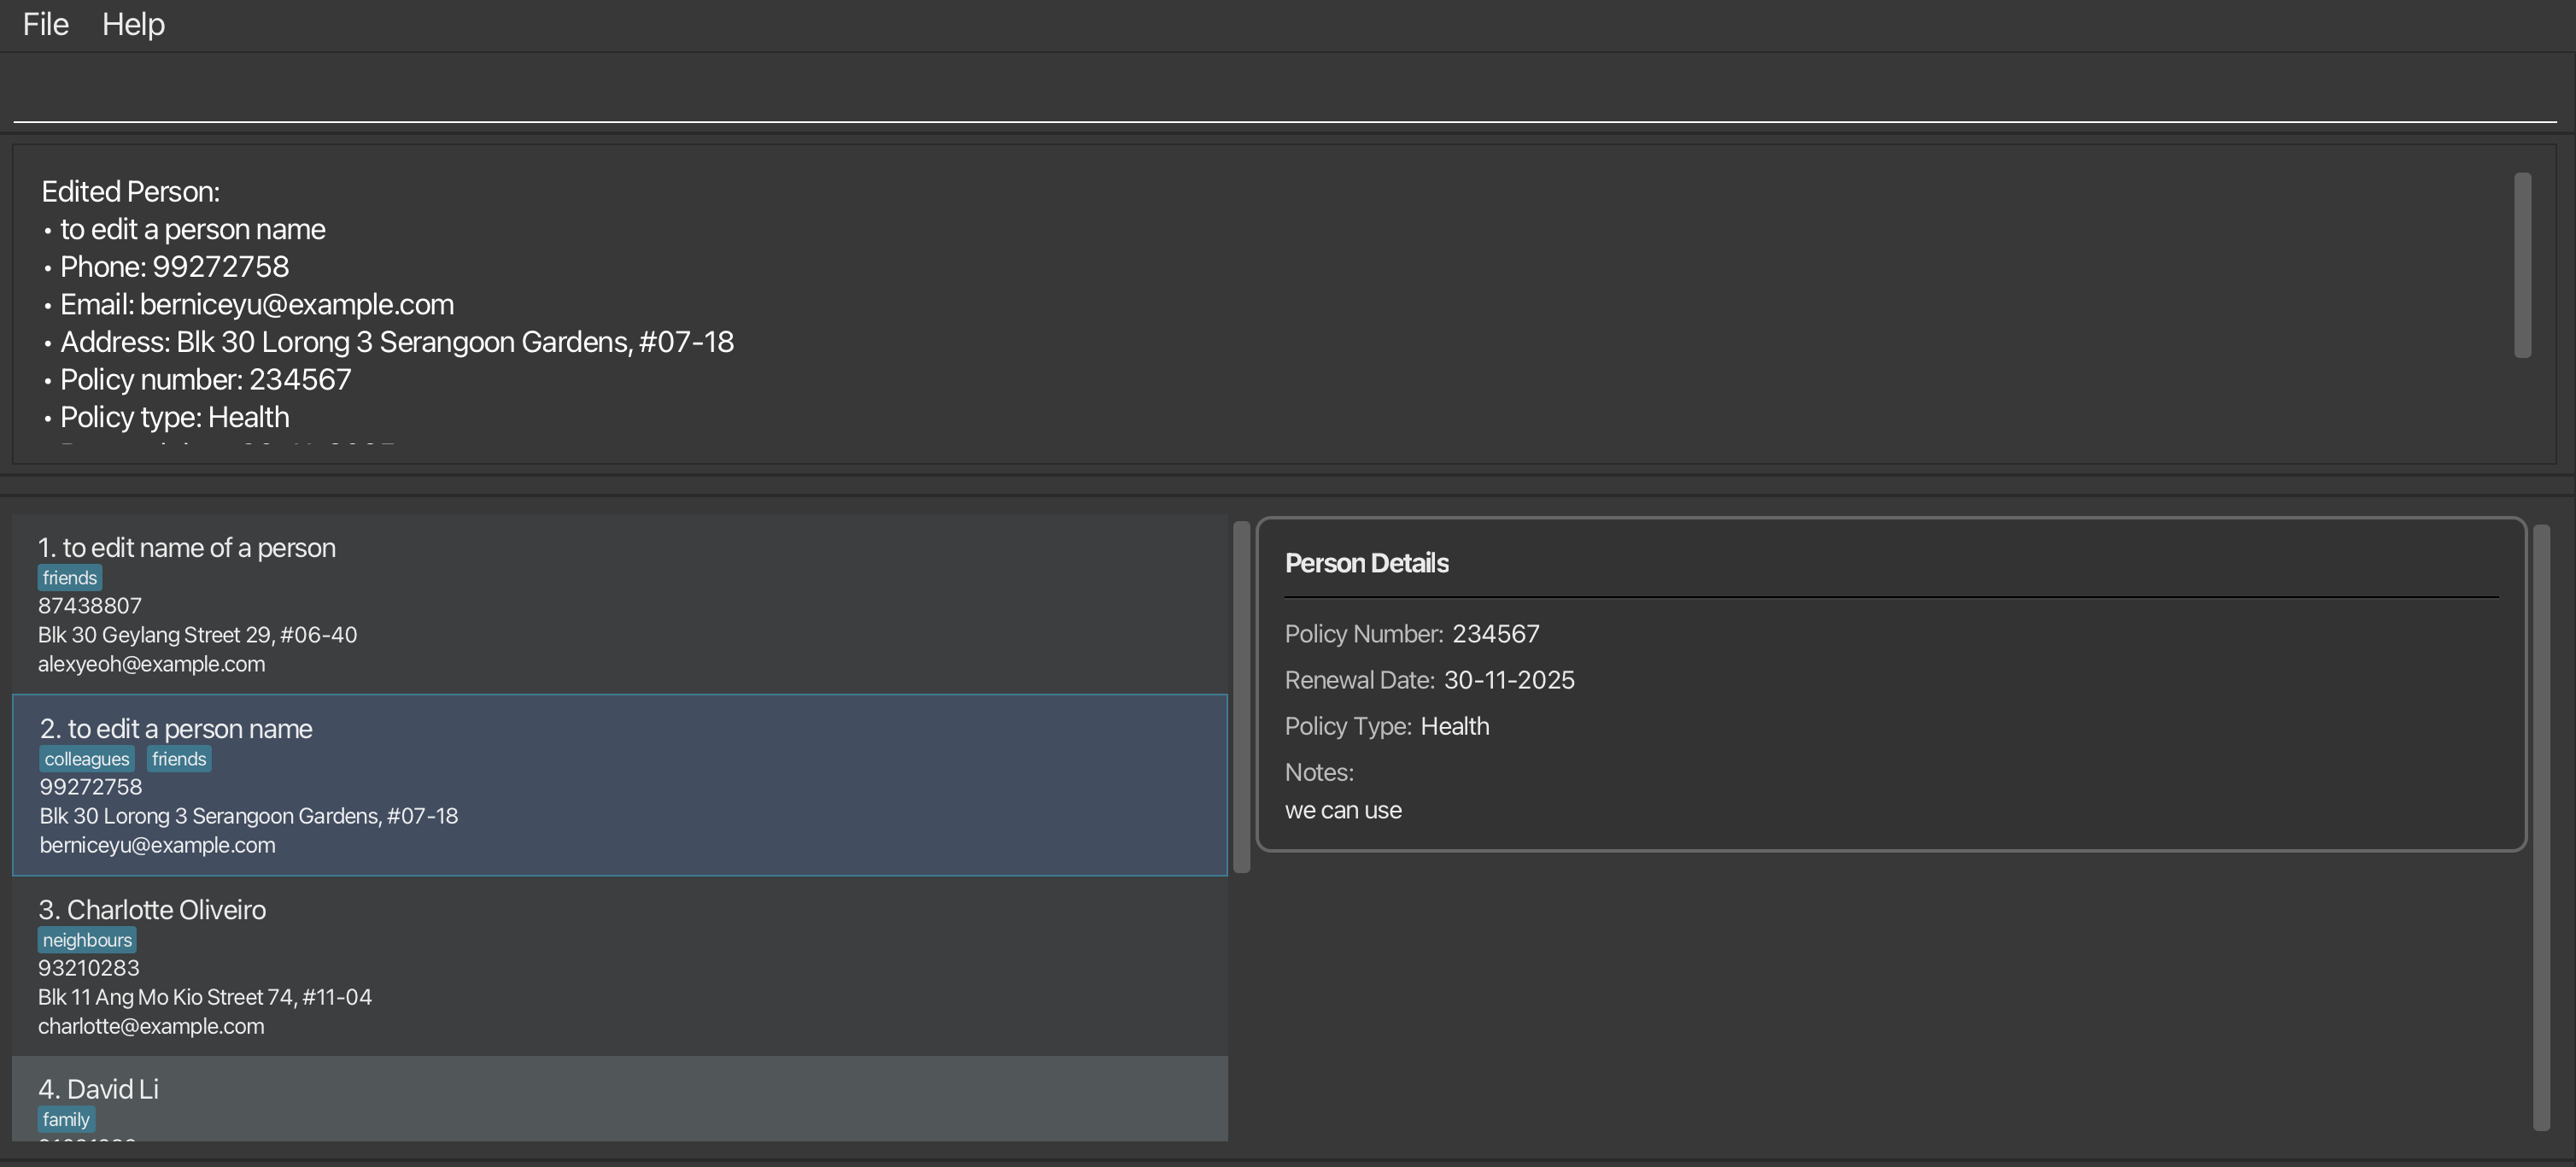 File Help
Edited Person:
• to edit a person name
• Phone: 99272758
• Email: berniceyu@example.com
• Address: Blk 30 Lorong 3 Serangoon Gardens, #07-18
• Policy number: 234567
• Policy type: Health
1. to edit name of a person
friends
87438807
Blk 30 Geylang Street 29, #06-40
alexyeoh@example.com
2. to edit a person name
colleagues friends
99272758
Blk 30 Lorong 3 Serangoon Gardens, #07-18
berniceyu@example.com
3. Charlotte Oliveiro
neighbours
93210283
Blk 11 Ang Mo Kio Street 74, #11-04
charlotte@example.com
4. David Li
family
Person Details
Policy Number: 234567
Renewal Date: 30-11-2025
Policy Type: Health
Notes:
we can use